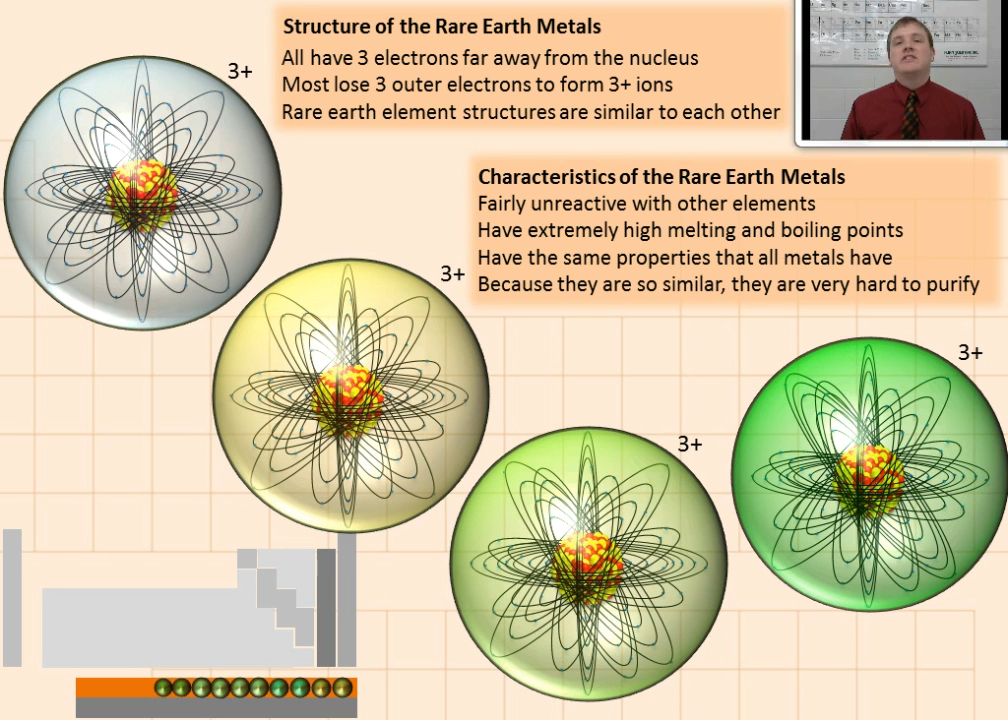 Structure of the Rare Earth Metals
All have 3 electrons far away from the nucleus
Most lose 3 outer electrons to form 3+ ions
Rare earth element structures are similar to each other
3+
Characteristics of the Rare Earth Metals
Fairly unreactive with other elements
Have extremely high melting and boiling points
Have the same properties that all metals have
Because they are so similar, they are very hard to purify
3+
3+
3+